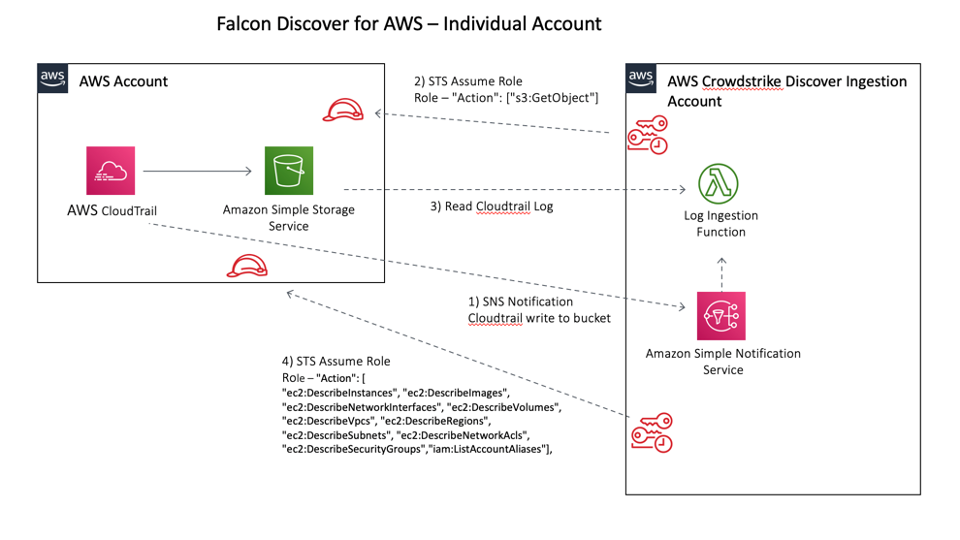 Falcon Discover for AWS – Individual Account
aws
AWS Account
2) STS Assume Role
Role – "Action": ["s3:GetObject"]
aws
AWS Crowdstrike Discover Ingestion
Account
AWS CloudTrail
Amazon Simple Storage
Service
3) Read Cloudtrail Log
Log Ingestion
Function
1) SNS Notification
Cloudtrail write to bucket
Amazon Simple Notification
Service
4) STS Assume Role
Role – "Action": [
"ec2:DescribeInstances", "ec2:DescribeImages",
"ec2:DescribeNetworkInterfaces", "ec2:DescribeVolumes",
"ec2:DescribeVpcs", "ec2:DescribeRegions",
"ec2:DescribeSubnets", "ec2:DescribeNetworkAcls",
"ec2:DescribeSecurityGroups","iam:ListAccountAliases"],